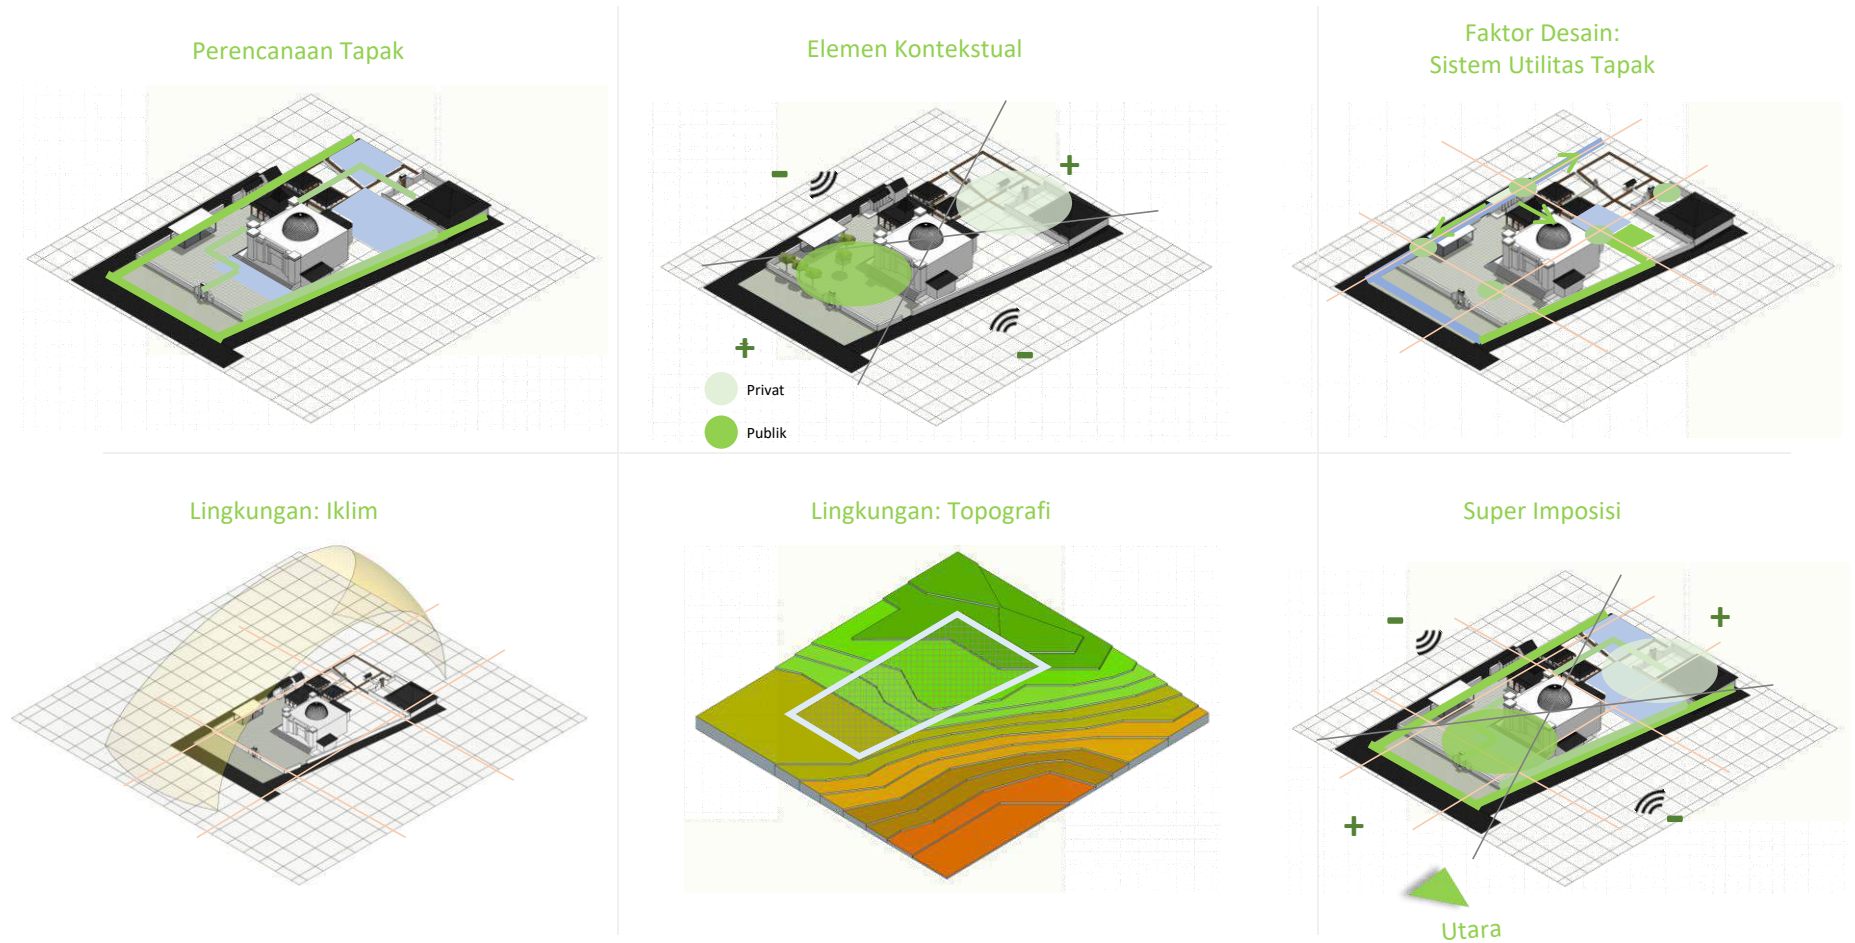 Perencanaan Tapak
Elemen Kontekstual
Faktor Desain:
Sistem Utilitas Tapak
-
+
+
-
Privat
Publik
Lingkungan: Iklim
Lingkungan: Topografi
Super Imposisi
-
+
+
-
Utara